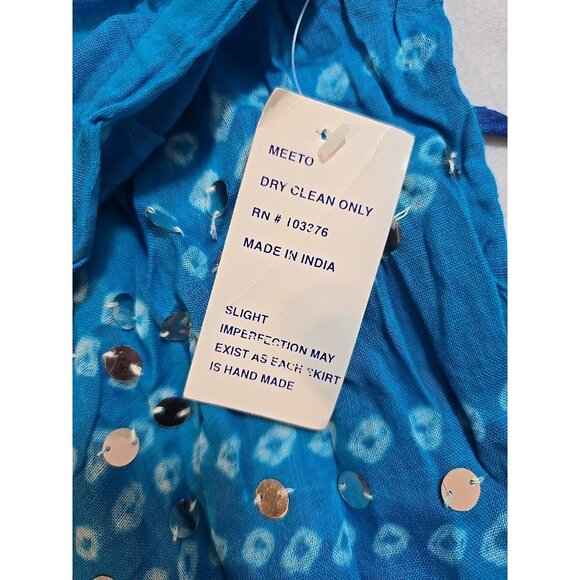 MEETO
DRY CLEAN ONLY
RN # 103276
MADE IN INDIA
SLIGHT
IMPERFECTION MAY
EXIST AS EACH SKIRT
IS HAND MADE